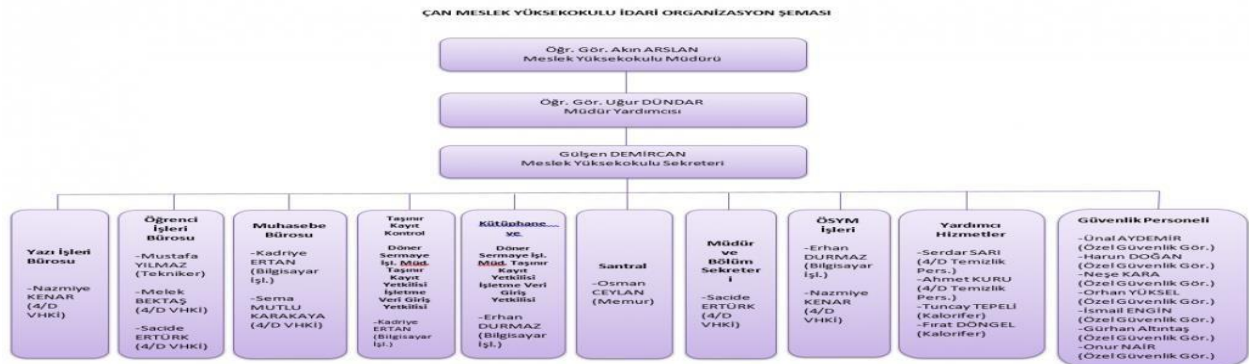 ÇAN MESLEK YÜKSEKOKULU İDARİ ORGANİZASYON ŞEMASI
Öğr. Gör. Akın ARSLAN
Meslek Yüksekokulu Müdürü
Öğr. Gör. Uğur DÜNDAR
Müdür Yardımcısı
Gülşen DEMİRCAN
Meslek Yüksekokulu Sekreteri
Yazı İşleri
Bürosu
-Nazmiye
KENAR
(4/D
VHKİ)
Öğrenci
İşleri
Bürosu
-Mustafa
YILMAZ
(Tekniker)
-Melek
BEKTAŞ
(4/D VHKİ)
-Sacide
ERTÜRK
(4/D VHKİ)
Muhasebe
Bürosu
-Kadriye
ERTAN
(Bilgisayar
İşl.)
-Sema
MUTLU
KARAKAYA
(4/D VHKİ)
Taşınır
Kayıt
Kontrol
Döner
Sermaye
İşl. Müd.
Taşınır
Kayıt
Yetkilisi
İşletme
Veri Giriş
Yetkilisi
-Kadriye
ERTAN
(Bilgisayar
İşl.)
Kütüphane
ve
Döner
Sermaye İşl.
Müd. Taşınır
Kayıt
Yetkilisi
İşletme Veri
Giriş
Yetkilisi
-Erhan
DURMAZ
(Bilgisayar
İşl.)
Santral
-Osman
CEYLAN
(Memur)
Müdür
ve
Bölüm
Sekreter
i
-Sacide
ERTÜRK
(4/D
VHKİ)
ÖSYM
İşleri
-Erhan
DURMAZ
(Bilgisayar
İşl.)
-Nazmiye
KENAR
(4/D
VHKİ)
Yardımcı
Hizmetler
-Serdar SARI
(4/D Temizlik
Pers.)
-Ahmet KURU
(4/D Temizlik
Pers.)
-Tuncay TEPELİ
(Kalorifer)
-Fırat DÖNGEL
(Kalorifer)
Güvenlik Personeli
-Ünal AYDEMİR
(Özel Güvenlik Gör.)
-Harun DOĞAN
(Özel Güvenlik Gör.)
-Neşe KARA
(Özel Güvenlik Gör.)
-Orhan YÜKSEL
(Özel Güvenlik Gör.)
-İsmail ENGİN
(Özel Güvenlik Gör.)
-Gürhan Altıntaş
(Özel Güvenlik Gör.)
-Onur NAİR
(Özel Güvenlik Gör.)